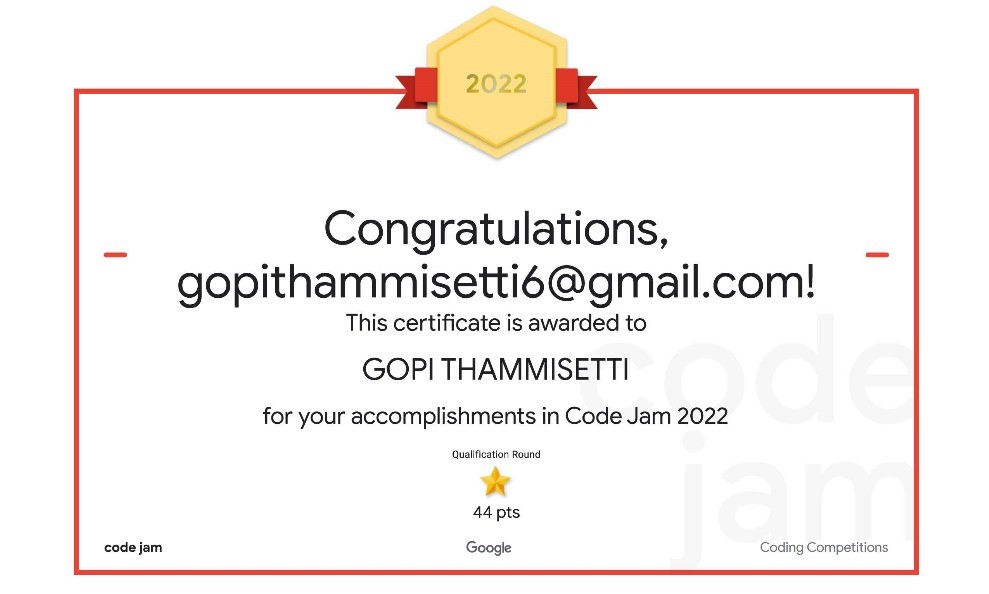 2022
Congratulations,
gopithammisetti6@gmail.com!
This certificate is awarded to
GOPI THAMMISETTI
for your accomplishments in Code Jam 2022
Qualification Round
44 pts
code
jam
code jam
Google
Coding Competitions